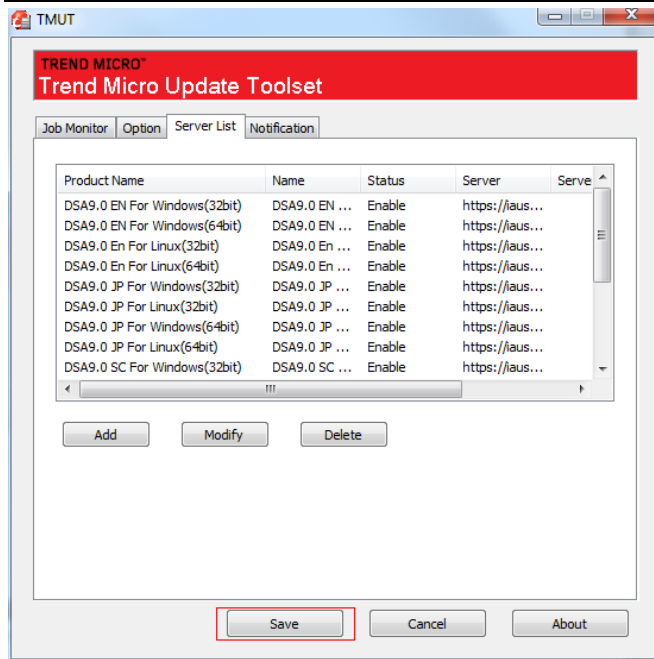 TMUT
TREND MICRO™
Trend Micro Update Toolset
Job Monitor Option Server List Notification
Product Name Name Status Server Serve
DSA9.0 EN For Windows(32bit) DSA9.0 EN ... Enable https://iaus...
DSA9.0 EN For Windows(64bit) DSA9.0 EN ... Enable https://iaus...
DSA9.0 En For Linux(32bit) DSA9.0 En ... Enable https://iaus...
DSA9.0 En For Linux(64bit) DSA9.0 En ... Enable https://iaus...
DSA9.0 JP For Windows(32bit) DSA9.0 JP ... Enable https://iaus...
DSA9.0 JP For Linux(32bit) DSA9.0 JP ... Enable https://iaus...
DSA9.0 JP For Windows(64bit) DSA9.0 JP ... Enable https://iaus...
DSA9.0 JP For Linux(64bit) DSA9.0 JP ... Enable https://iaus...
DSA9.0 SC For Windows(32bit) DSA9.0 SC ... Enable https://iaus...
Add Modify Delete
Save Cancel About